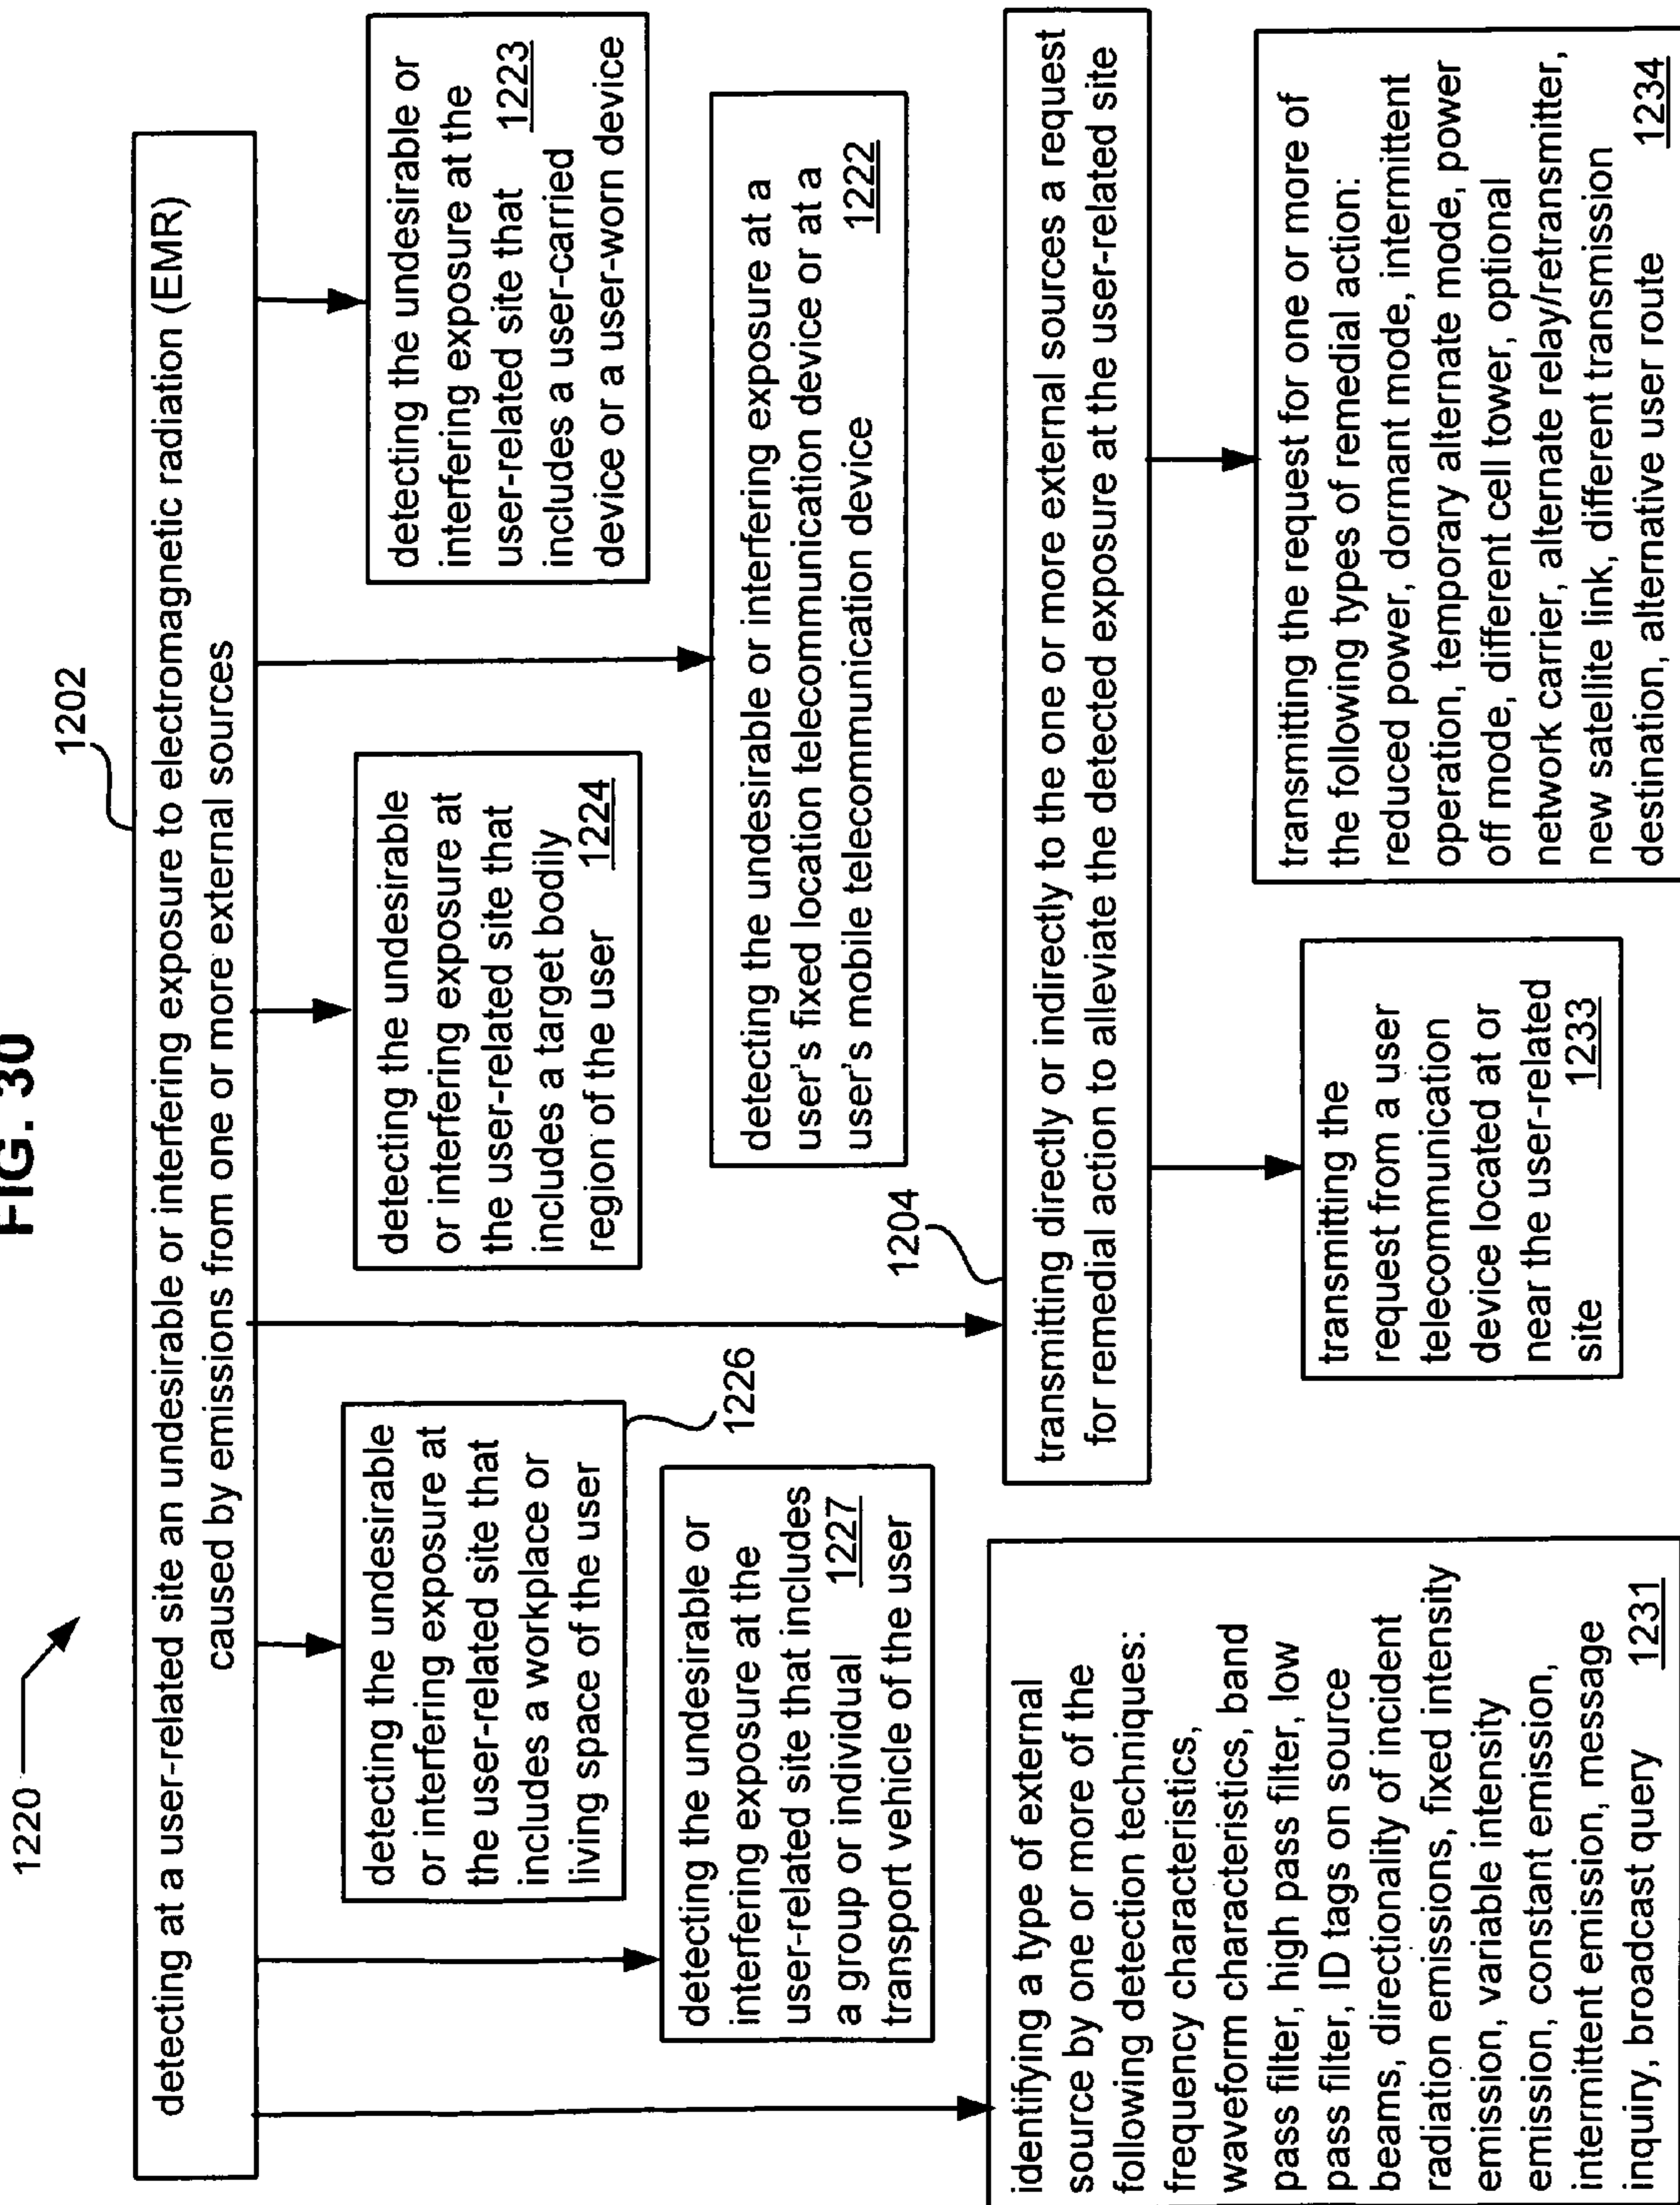 FIG. 30
1220
1202
detecting at a user-related site an undesirable or interfering exposure to electromagnetic radiation (EMR)
caused by emissions from one or more external sources
detecting the undesirable
or interfering exposure at
the user-related site that
includes a workplace or
living space of the user
1226
detecting the undesirable
or interfering exposure at
the user-related site that
includes a target bodily
region of the user 1224
detecting the undesirable or
interfering exposure at the
user-related site that 1223
includes a user-carried
device or a user-worn device
detecting the undesirable or
interfering exposure at the
user-related site that includes
a group or individual 1227
transport vehicle of the user
detecting the undesirable or interfering exposure at a
user's fixed location telecommunication device or at a
user's mobile telecommunication device 1222
1204
transmitting directly or indirectly to the one or more external sources a request
for remedial action to alleviate the detected exposure at the user-related site
identifying a type of external
source by one or more of the
following detection techniques:
frequency characteristics,
waveform characteristics, band
pass filter, high pass filter, low
pass filter, ID tags on source
beams, directionality of incident
radiation emissions, fixed intensity
emission, variable intensity
emission, constant emission,
intermittent emission, message
inquiry, broadcast query 1231
transmitting the
request from a user
telecommunication
device located at or
near the user-related
site 1233
transmitting the request for one or more of
the following types of remedial action:
reduced power, dormant mode, intermittent
operation, temporary alternate mode, power
off mode, different cell tower, optional
network carrier, alternate relay/retransmitter,
new satellite link, different transmission
destination, alternative user route 1234